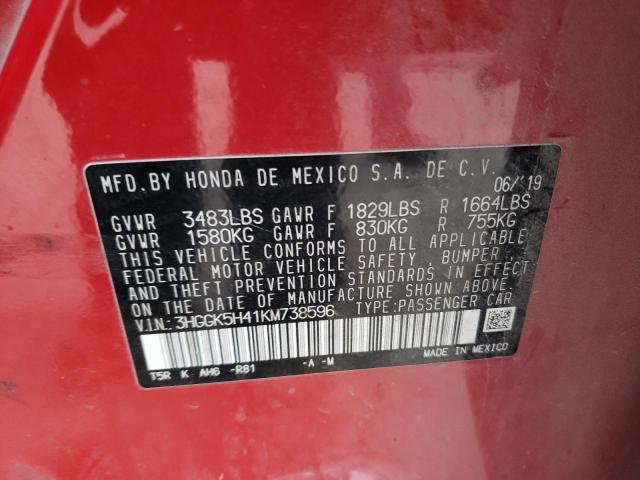 MFD. BY HONDA DE MEXICO S.A. DE C.V. 06/'19
GVWR 3483LBS GAWR F 1829LBS R 1664LBS
GVWR 1580KG GAWR F 830KG R 755KG
THIS VEHICLE CONFORMS TO ALL APPLICABLE
FEDERAL MOTOR VEHICLE SAFETY, BUMPER,
AND THEFT PREVENTION STANDARDS IN EFFECT
ON THE DATE OF MANUFACTURE SHOWN ABOVE.
V.I.N.: 3HGGK5H41KM738596 TYPE: PASSENGER CAR
MADE IN MEXICO
T5R K AH6 -R81 -A -M